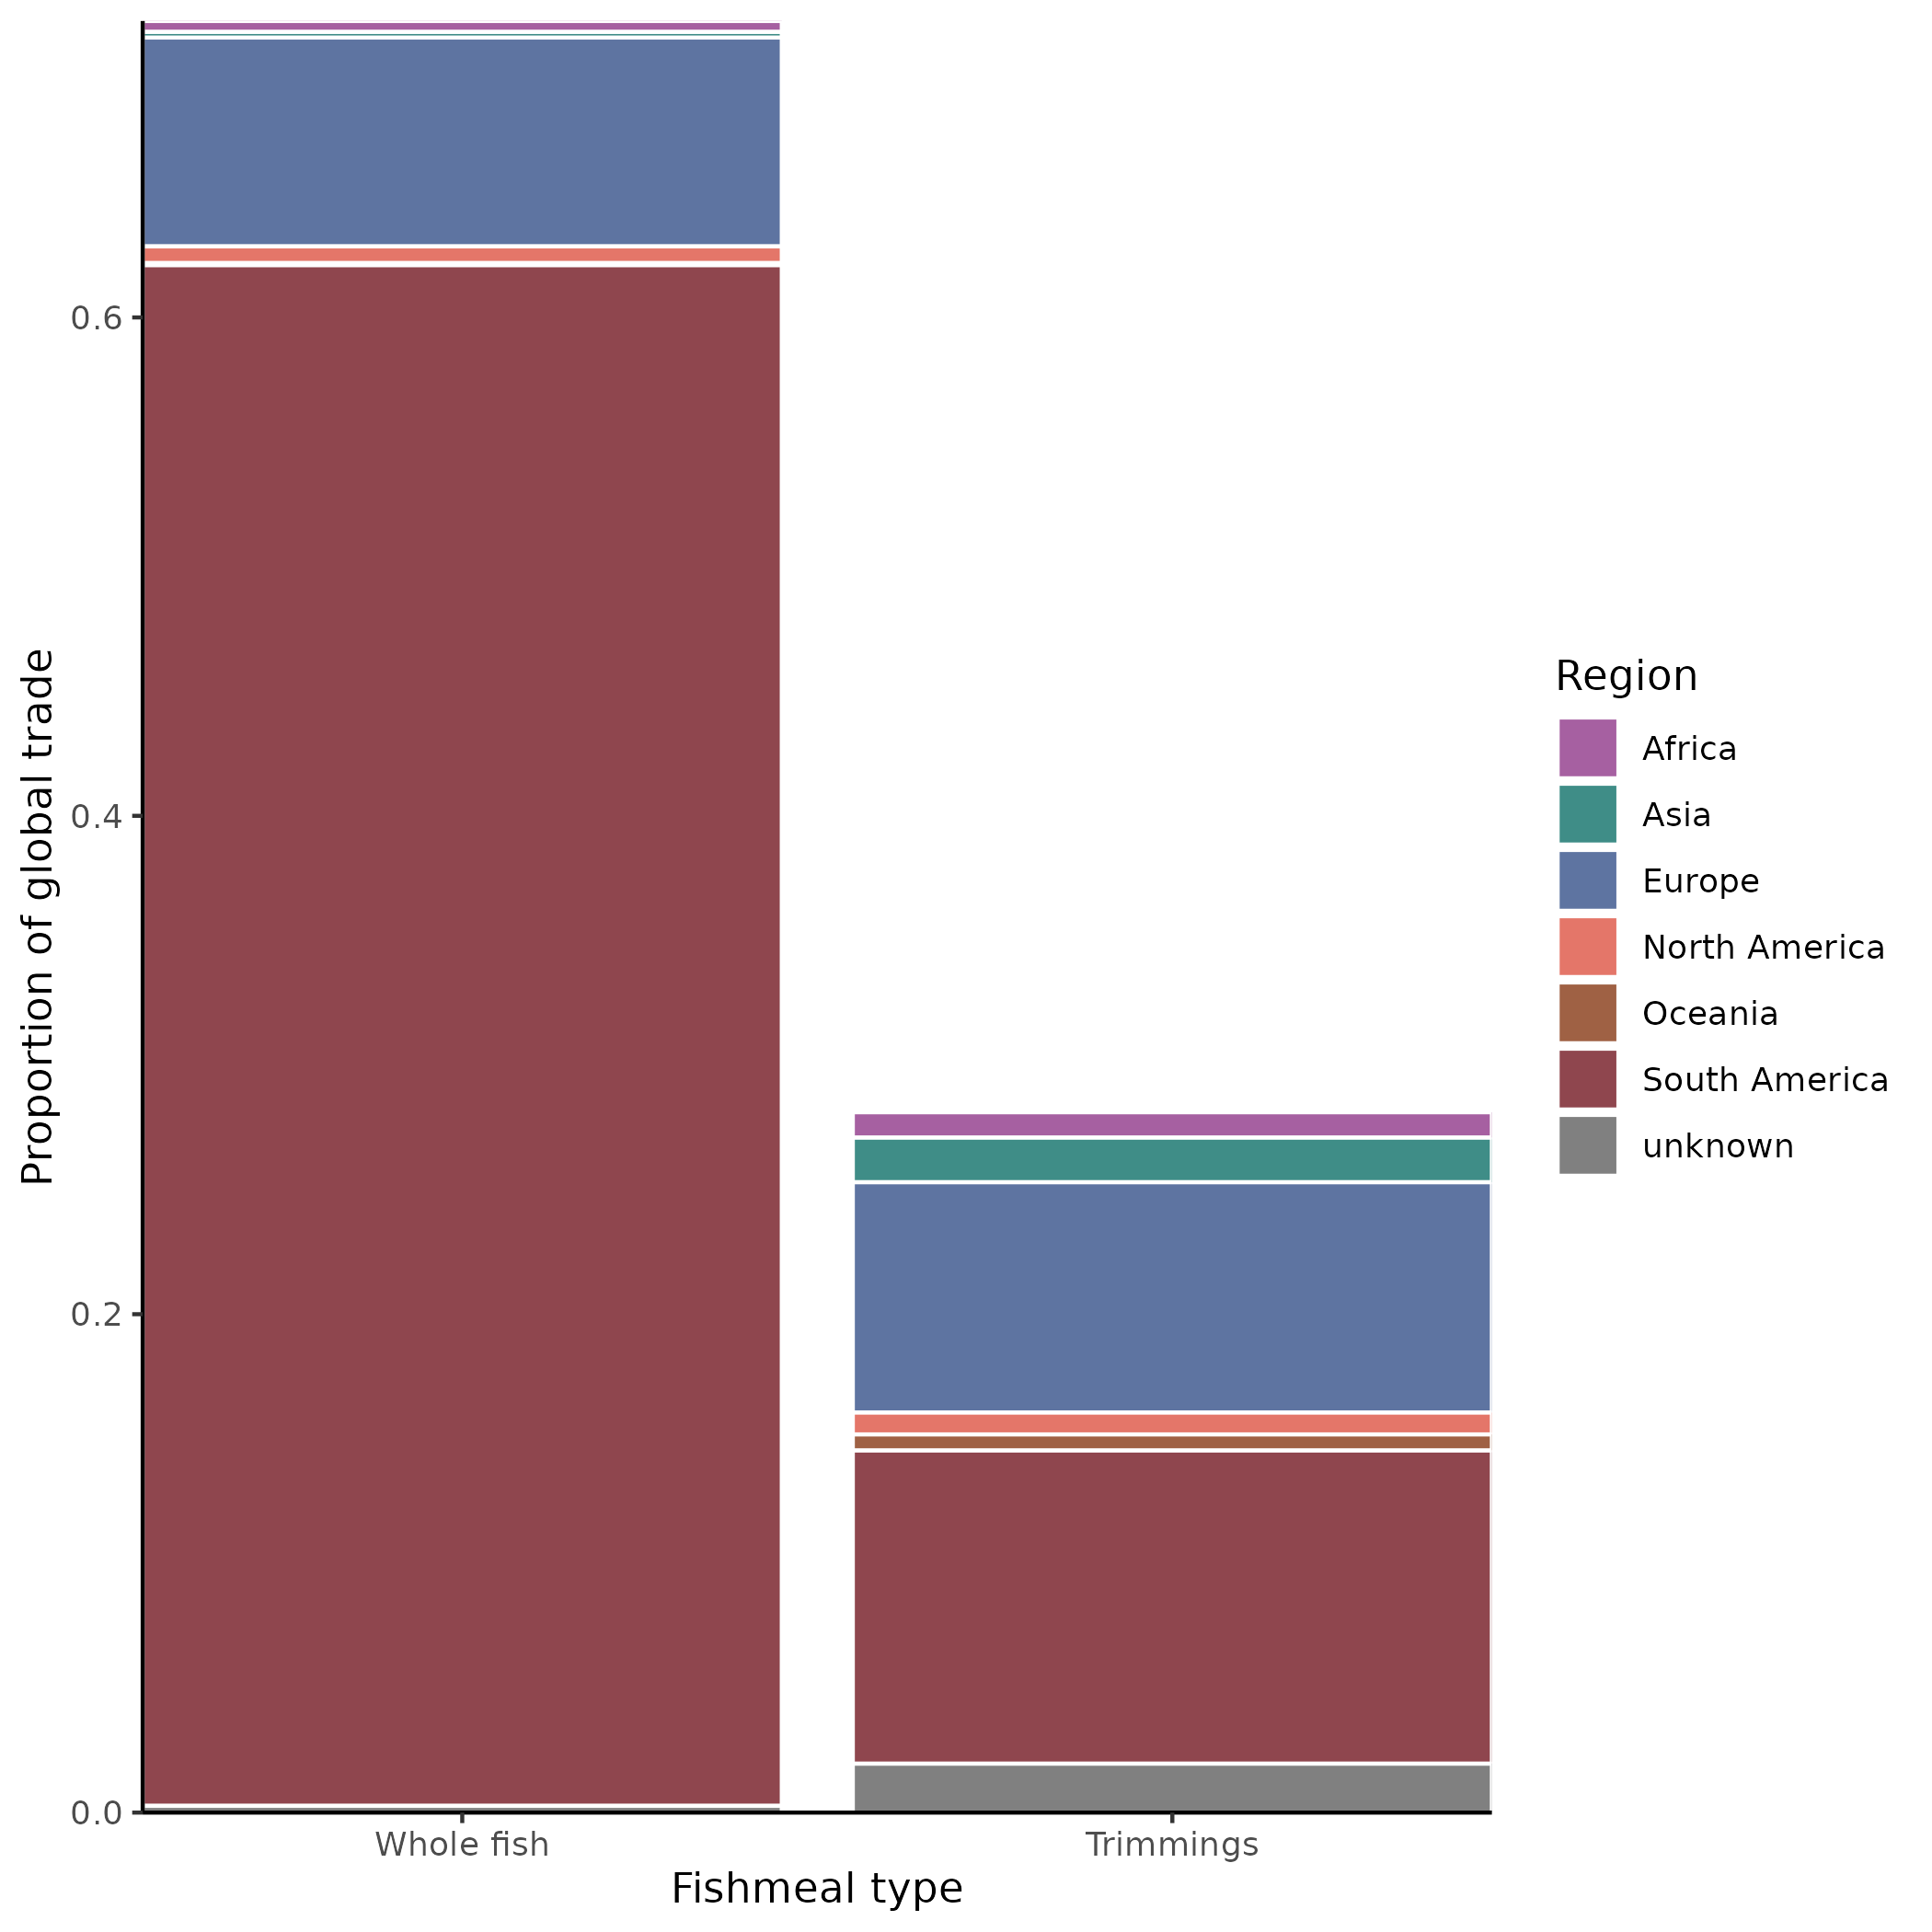 Proportion of global trade
0.6
0.4
0.2
0.0
Whole fish
Trimmings
Fishmeal type
Region
Africa
Asia
Europe
North America
Oceania
South America
unknown